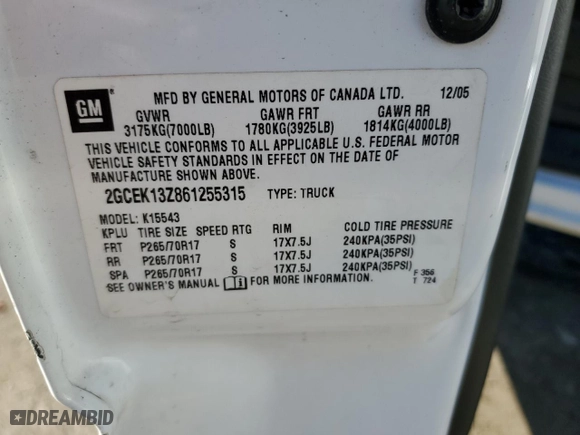 GM
MFD BY GENERAL MOTORS OF CANADA LTD. 12/05
GVWR GAWR FRT GAWR RR
3175KG(7000LB) 1780KG(3925LB) 1814KG(4000LB)
THIS VEHICLE CONFORMS TO ALL APPLICABLE U.S. FEDERAL MOTOR
VEHICLE SAFETY STANDARDS IN EFFECT ON THE DATE OF
MANUFACTURE SHOWN ABOVE.
2GCEK13Z861255315 TYPE: TRUCK
MODEL: K15543
KPLU TIRE SIZE SPEED RTG RIM COLD TIRE PRESSURE
FRT P265/70R17 S 17X7.5J 240KPA(35PSI)
RR P265/70R17 S 17X7.5J 240KPA(35PSI)
SPA P265/70R17 S 17X7.5J 240KPA(35PSI)
SEE OWNER'S MANUAL FOR MORE INFORMATION.
F 356
T 724
DREAMBID